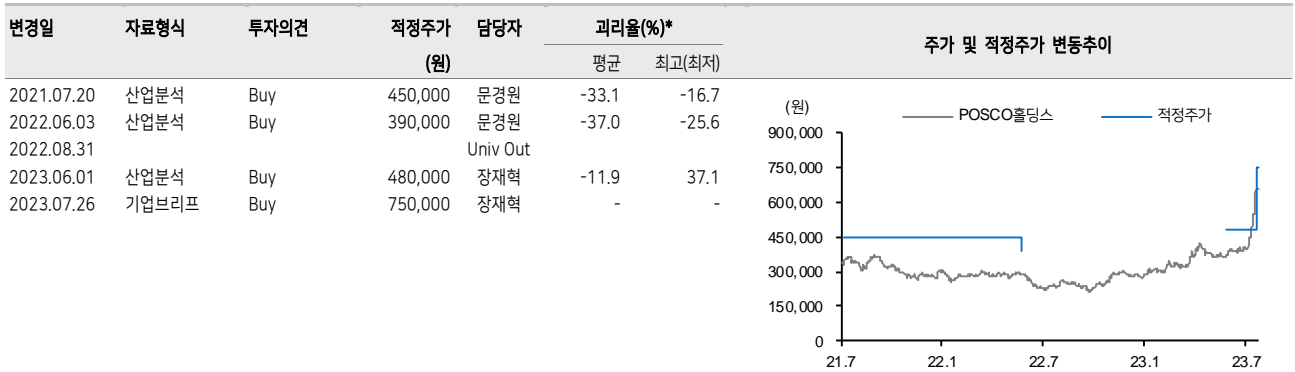 변경일 자료형식 투자의견 적정주가 담당자 괴리율(%)*
(원) 평균 최고(최저)
2021.07.20 산업분석 Buy 450,000 문경원 -33.1 -16.7
2022.06.03 산업분석 Buy 390,000 문경원 -37.0 -25.6
2022.08.31 Univ Out
2023.06.01 산업분석 Buy 480,000 장재혁 -11.9 37.1
2023.07.26 기업브리프 Buy 750,000 장재혁 - -
주가 및 적정주가 변동추이
(원) POSCO홀딩스 적정주가
900,000
750,000
600,000
450,000
300,000
150,000
0
21.7 22.1 22.7 23.1 23.7